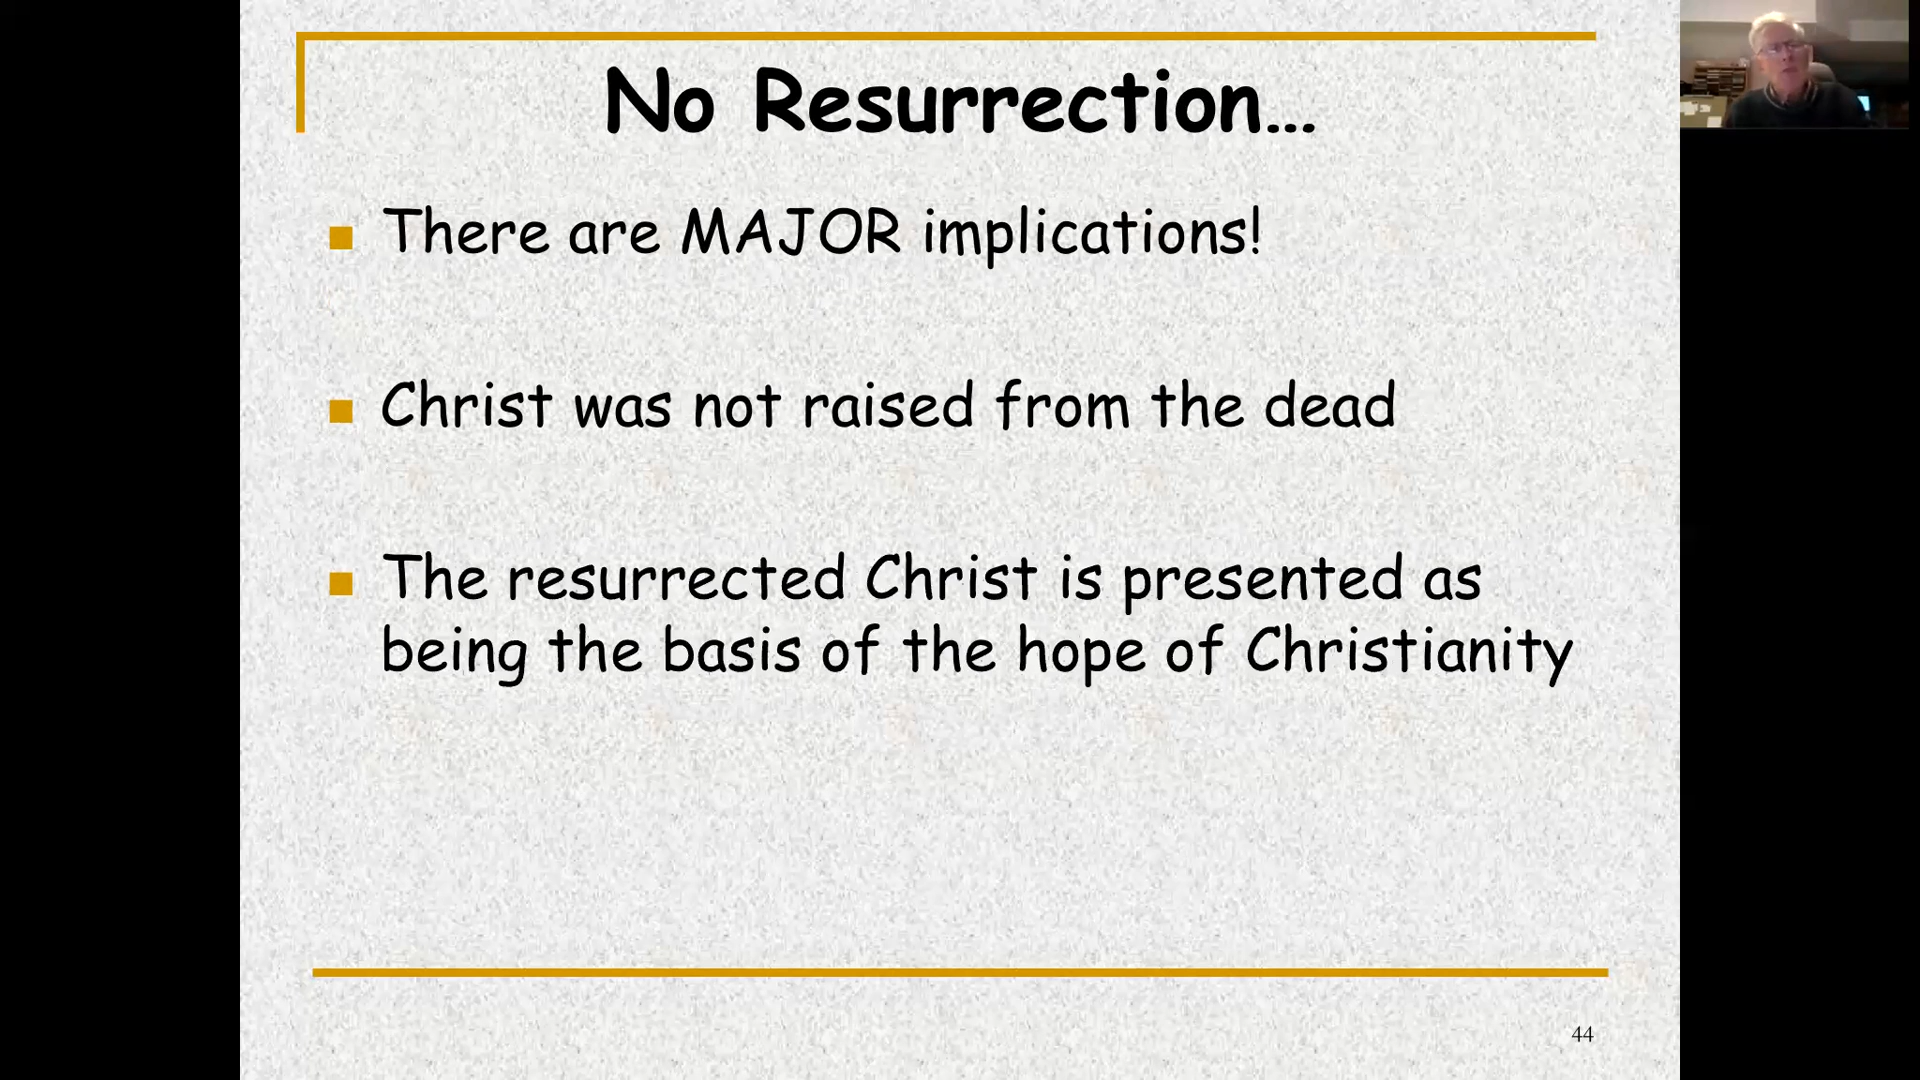 No Resurrection...
There are MAJOR implications!
Christ was not raised from the dead
The resurrected Christ is presented as
being the basis of the hope of Christianity
44